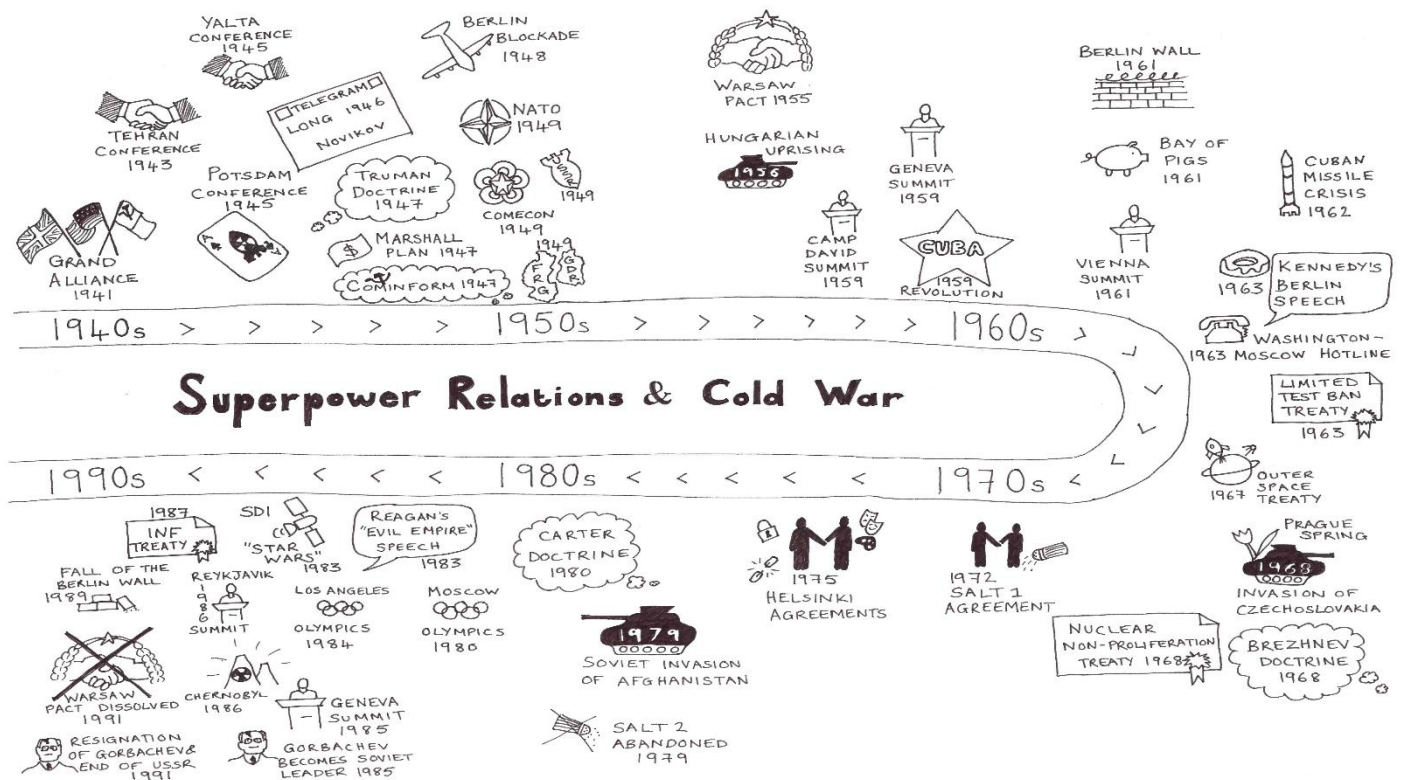 YALTA
CONFERENCE
1945
BERLIN
BLOCKADE
1948
TEHRAN
CONFERENCE
1943
TELEGRAM
LONG 1946
NOVIKOV
NATO
1949
WARSAW
PACT 1955
BERLIN WALL
1961
POTSDAM
CONFERENCE
1945
TRUMAN
DOCTRINE
1947
COMECON
1949
1949
HUNGARIAN
UPRISING
1956
GENEVA
SUMMIT
1959
BAY OF
PIGS
1961
CUBAN
MISSILE
CRISIS
1962
GRAND
ALLIANCE
1941
A
A
MARSHALL
PLAN 1947
$
COMINFORM 1947
1949
FRG
GDR
CAMP
DAVID
SUMMIT
1959
CUBA
1959
REVOLUTION
VIENNA
SUMMIT
1961
1963
KENNEDY'S
BERLIN
SPEECH
1940s > > > > > 1950s > > > > > > > 1960s > > < < <
WASHINGTON-
1963 MOSCOW HOTLINE
Superpower Relations & Cold War
LIMITED
TEST BAN
TREATY
1963
1990s < < < < < 1980s < < < < < 1970s <
OUTER
SPACE
TREATY
1967
1987
INF
TREATY
SDI
"STAR
WARS"
1983
REAGAN'S
"EVIL EMPIRE"
SPEECH
1983
CARTER
DOCTRINE
1980
1975
HELSINKI
AGREEMENTS
1972
SALT 1
AGREEMENT
PRAGUE
SPRING
1968
INVASION OF
CZECHOSLOVAKIA
FALL OF THE
BERLIN WALL
1989
REYKJAVIK
1986
SUMMIT
LOS ANGELES
OLYMPICS
1984
MOSCOW
OLYMPICS
1980
1979
SOVIET INVASION
OF AFGHANISTAN
NUCLEAR
NON-PROLIFERATION
TREATY 1968
BREZHNEV
DOCTRINE
1968
WARSAW
PACT DISSOLVED
1991
CHERNOBYL
1986
GENEVA
SUMMIT
1985
SALT 2
ABANDONED
1979
RESIGNATION
OF GORBACHEV &
END OF USSR
1991
GORBACHEV
BECOMES SOVIET
LEADER 1985